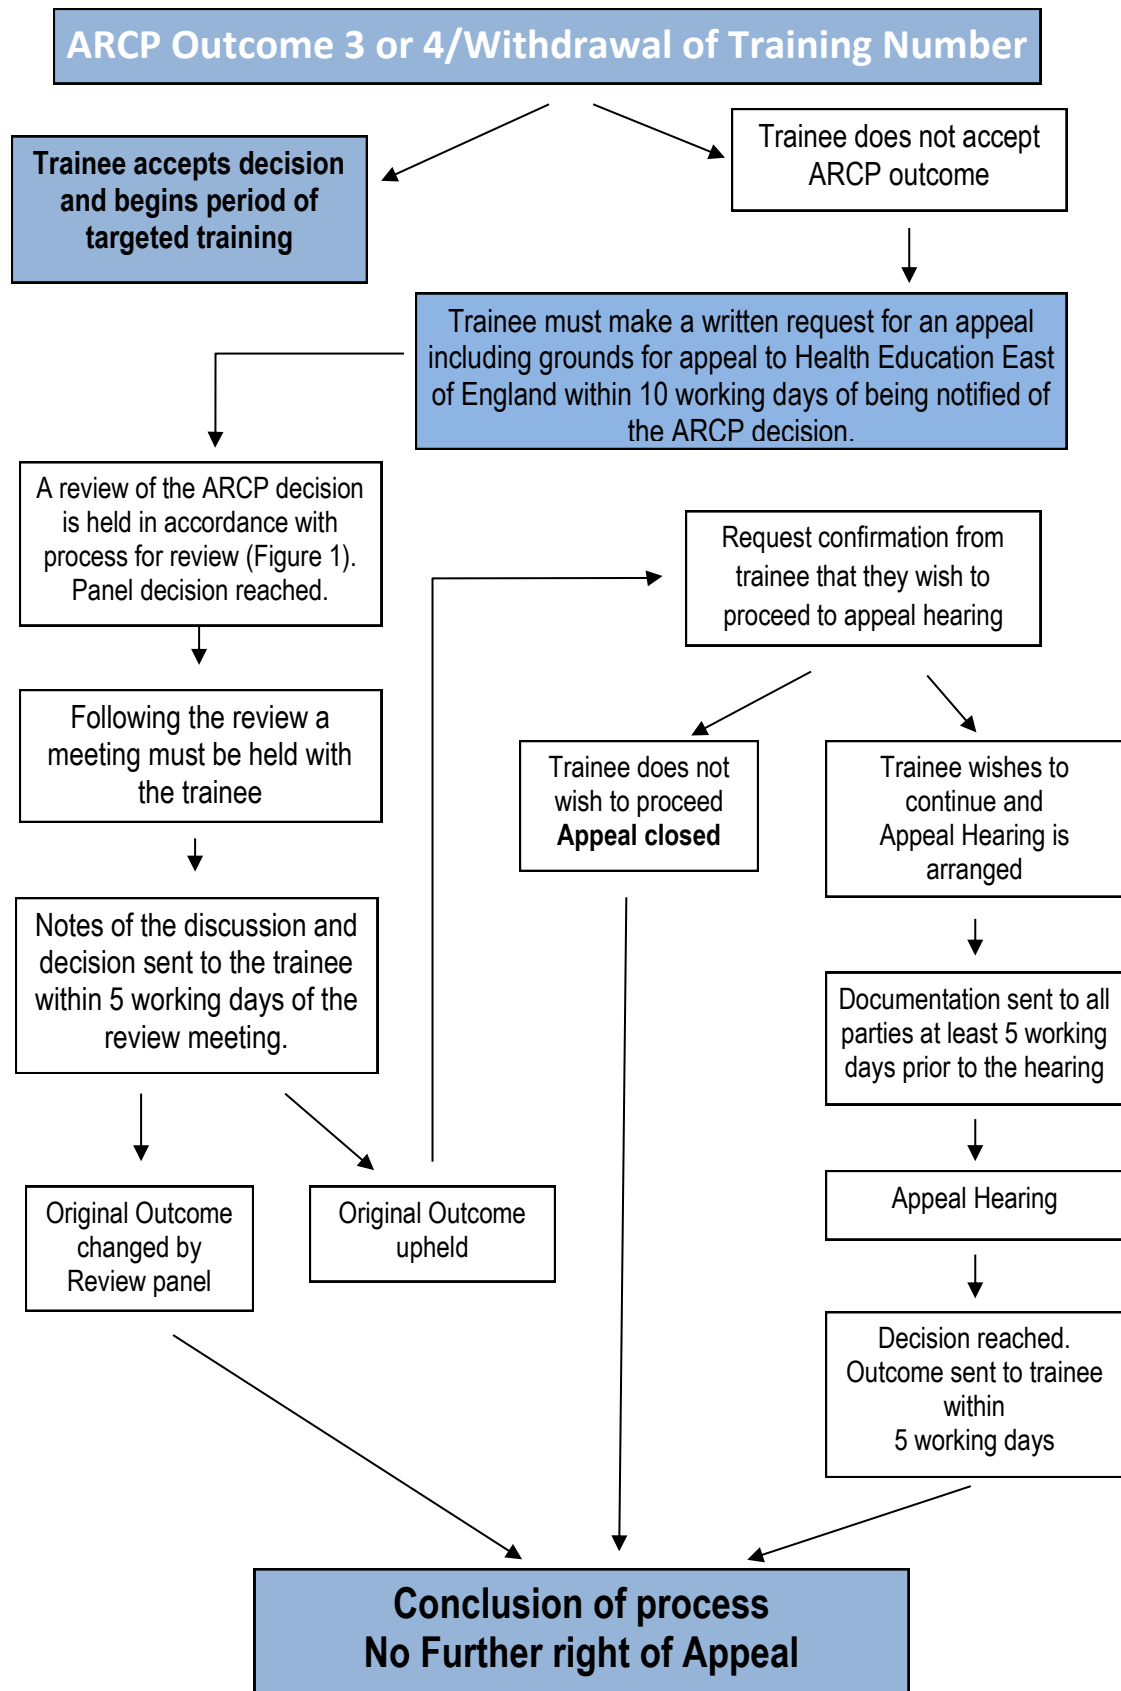 ARCP Outcome 3 or 4/Withdrawal of Training Number
Trainee accepts decision
and begins period of
targeted training
Trainee does not accept
ARCP outcome
Trainee must make a written request for an appeal
including grounds for appeal to Health Education East
of England within 10 working days of being notified of
the ARCP decision.
A review of the ARCP decision
is held in accordance with
process for review (Figure 1).
Panel decision reached.
Following the review a
meeting must be held with
the trainee
Notes of the discussion and
decision sent to the trainee
within 5 working days of the
review meeting.
Original Outcome
changed by
Review panel
Original Outcome
upheld
Request confirmation from
trainee that they wish to
proceed to appeal hearing
Trainee does not
wish to proceed
Appeal closed
Trainee wishes to
continue and
Appeal Hearing is
arranged
Documentation sent to all
parties at least 5 working
days prior to the hearing
Appeal Hearing
Decision reached.
Outcome sent to trainee
within
5 working days
Conclusion of process
No Further right of Appeal